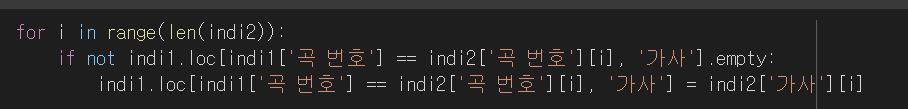 for i in range(len(indi2)):
    if not indi1.loc[indi1['곡 번호'] == indi2['곡 번호'][i], '가사'].empty:
        indi1.loc[indi1['곡 번호'] == indi2['곡 번호'][i], '가사'] = indi2['가사'][i]